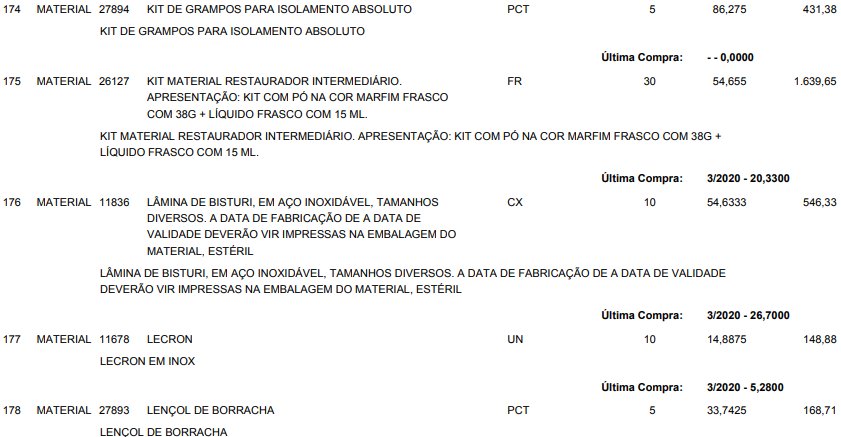 174 MATERIAL 27894 KIT DE GRAMPOS PARA ISOLAMENTO ABSOLUTO PCT 5 86,275 431,38
KIT DE GRAMPOS PARA ISOLAMENTO ABSOLUTO
Última Compra: - - 0,0000
175 MATERIAL 26127 KIT MATERIAL RESTAURADOR INTERMEDIÁRIO. FR 30 54,655 1.639,65
APRESENTAÇÃO: KIT COM PÓ NA COR MARFIM FRASCO
COM 38G + LÍQUIDO FRASCO COM 15 ML.
KIT MATERIAL RESTAURADOR INTERMEDIÁRIO. APRESENTAÇÃO: KIT COM PÓ NA COR MARFIM FRASCO COM 38G +
LÍQUIDO FRASCO COM 15 ML.
Última Compra: 3/2020 - 20,3300
176 MATERIAL 11836 LÂMINA DE BISTURI, EM AÇO INOXIDÁVEL, TAMANHOS CX 10 54,6333 546,33
DIVERSOS. A DATA DE FABRICAÇÃO DE A DATA DE
VALIDADE DEVERÃO VIR IMPRESSAS NA EMBALAGEM DO
MATERIAL, ESTÉRIL
LÂMINA DE BISTURI, EM AÇO INOXIDÁVEL, TAMANHOS DIVERSOS. A DATA DE FABRICAÇÃO DE A DATA DE VALIDADE
DEVERÃO VIR IMPRESSAS NA EMBALAGEM DO MATERIAL, ESTÉRIL
Última Compra: 3/2020 - 26,7000
177 MATERIAL 11678 LECRON UN 10 14,8875 148,88
LECRON EM INOX
Última Compra: 3/2020 - 5,2800
178 MATERIAL 27893 LENÇOL DE BORRACHA PCT 5 33,7425 168,71
LENÇOL DE BORRACHA